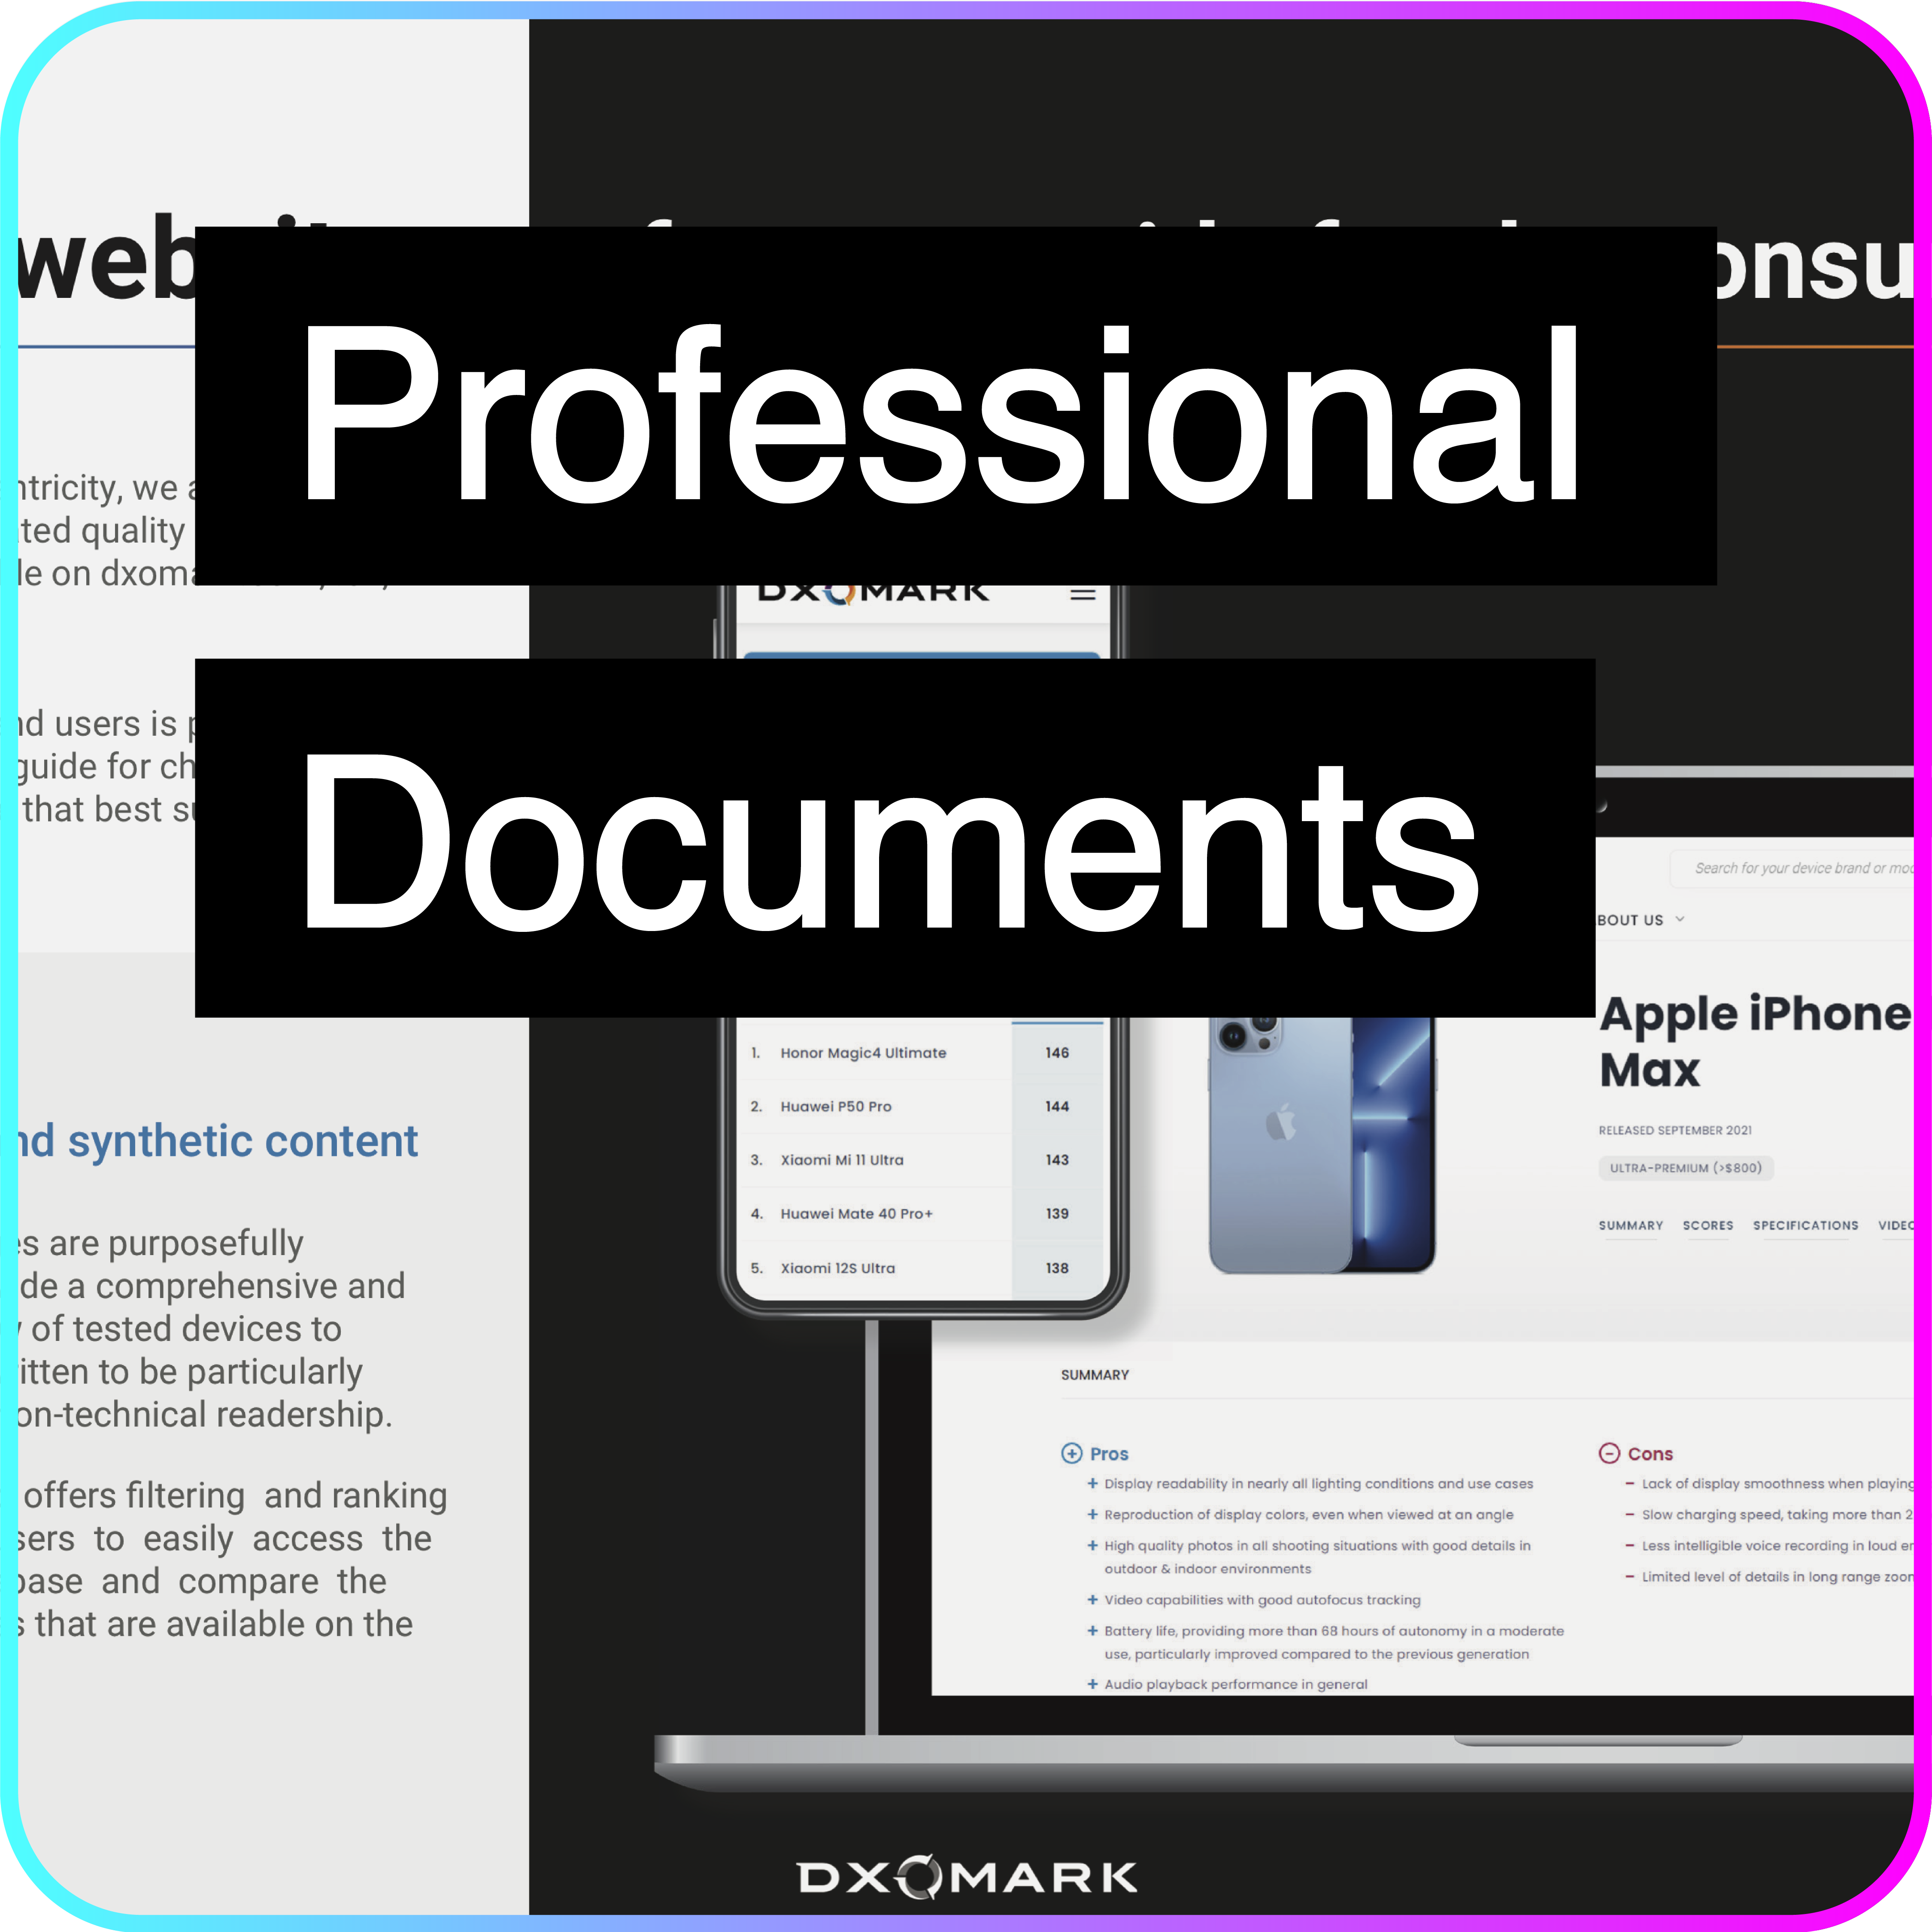 Professional
Documents
ntricity, we
ted quality
le on
nd users is
guide for
that best
nd synthetic content
s are purposefully
de a comprehensive and
of tested devices to
itten to be particularly
on-technical readership.
offers filtering and ranking
sers to easily access the
base and compare the
s that are available on the
DXOMARK
1. Honor Magic4 Ultimate 146
2. Huawei P50 Pro 144
3. Xiaomi Mi 11 Ultra 143
4. Huawei Mate 40 Pro+ 139
5. Xiaomi 12S Ultra 138
Search for your device brand or
BOUT US
Apple iPhone
Max
RELEASED SEPTEMBER 2021
ULTRA-PREMIUM (>$800)
SUMMARY SCORES SPECIFICATIONS
SUMMARY
Pros
+ Display readability in nearly all lighting conditions and use cases
+ Reproduction of display colors, even when viewed at an angle
+ High quality photos in all shooting situations with good details in
outdoor & indoor environments
+ Video capabilities with good autofocus tracking
+ Battery life, providing more than 68 hours of autonomy in a moderate
use, particularly improved compared to the previous generation
+ Audio playback performance in general
Cons
– Lack of display smoothness when playing
– Slow charging speed, taking more than 2
– Less intelligible voice recording in loud
– Limited level of details in long range
DXOMARK